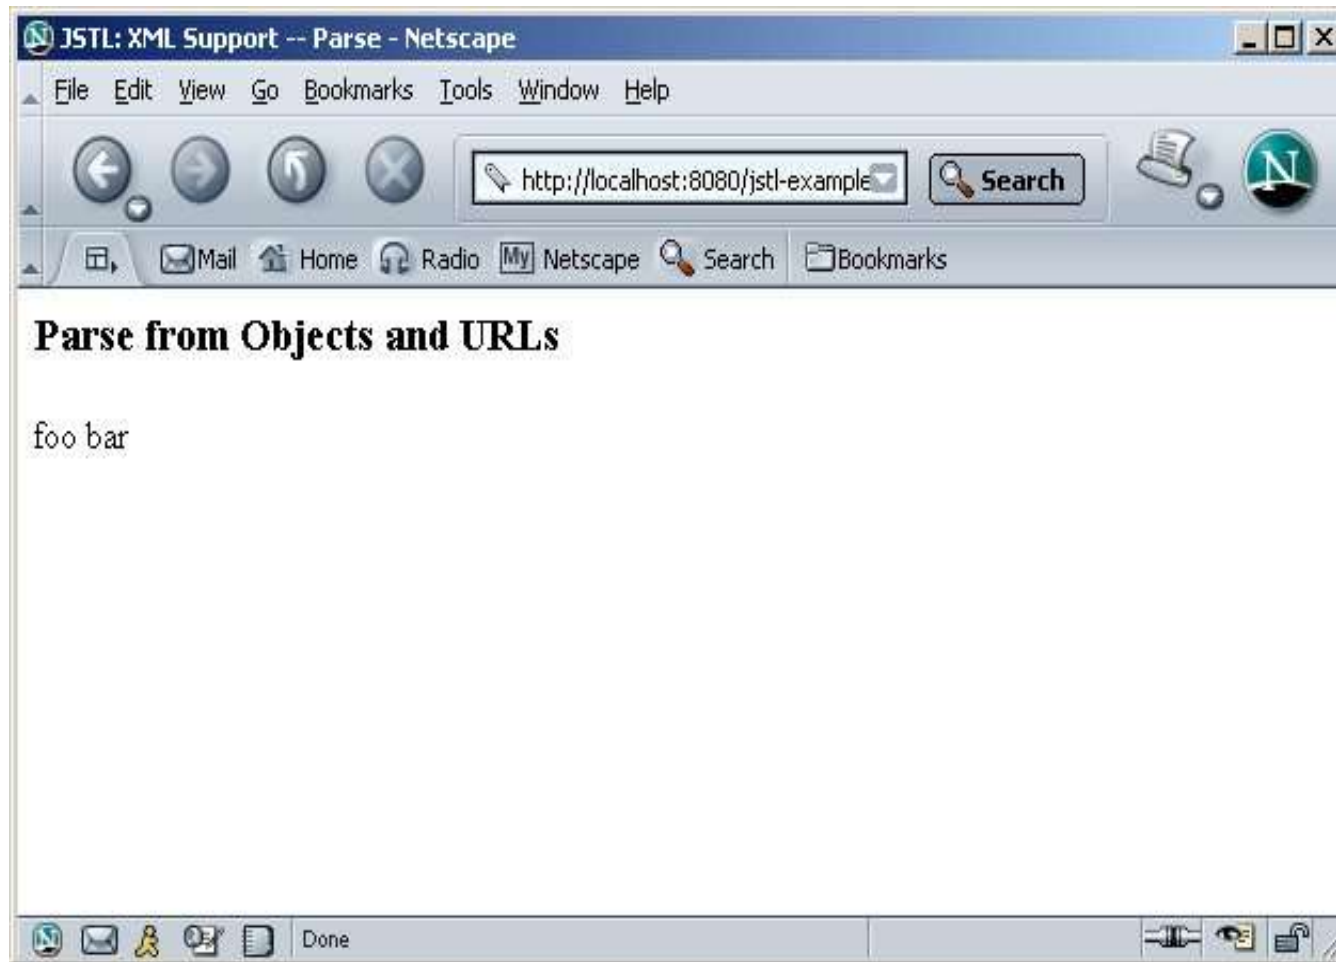 JSTL: XML Support -- Parse - Netscape
File Edit View Go Bookmarks Tools Window Help
http://localhost:8080/jstl-example Search N
Mail Home Radio My Netscape Search Bookmarks
Parse from Objects and URLs
foo bar
Done